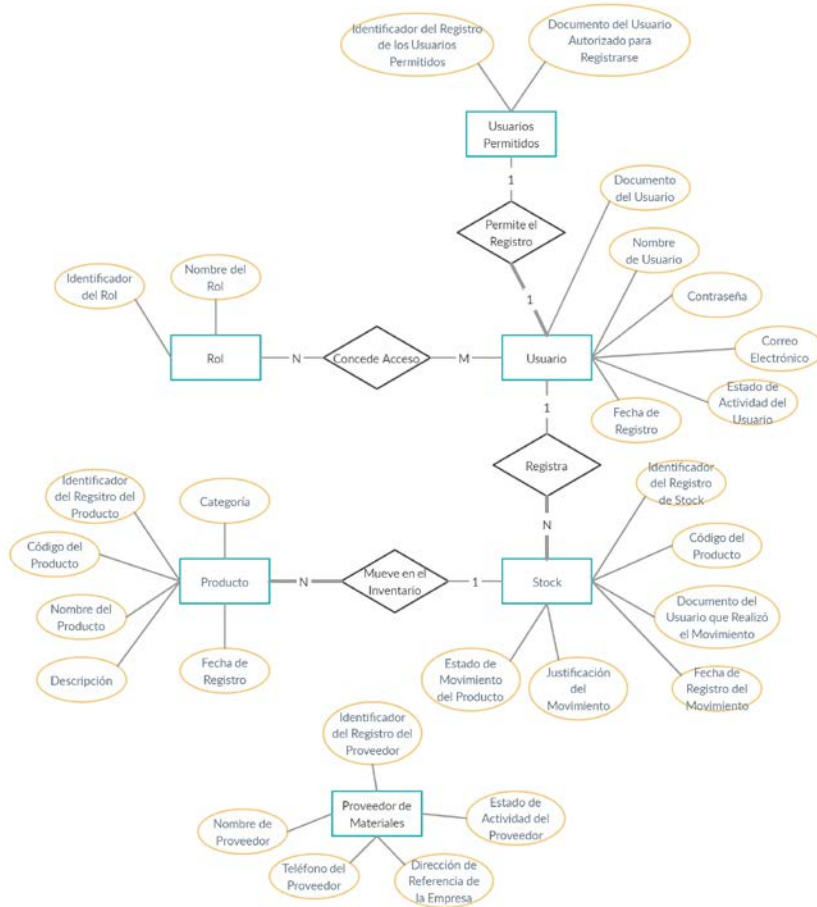 Identificador del Registro
de los Usuarios
Permitidos
Documento del Usuario
Autorizado para
Registrarse
Usuarios
Permitidos
1
Permite el
Registro
1
Documento
del Usuario
Nombre
de Usuario
Contraseña
Correo
Electrónico
Estado de
Actividad del
Usuario
Fecha de
Registro
Identificador
del Rol
Nombre del
Rol
Rol
N
Concede Acceso
M
Usuario
1
Registra
N
Identificador
del Regsitro del
Producto
Categoría
Código del
Producto
Nombre del
Producto
Descripción
Fecha de
Registro
Producto
N
Mueve en el
Inventario
1
Stock
Identificador
del Registro
de Stock
Código del
Producto
Documento del
Usuario que Realizó
el Movimiento
Fecha de
Registro del
Movimiento
Estado de
Movimiento
del Producto
Justificación
del
Movimiento
Identificador
del Registro del
Proveedor
Proveedor de
Materiales
Nombre de
Proveedor
Estado de
Actividad del
Proveedor
Teléfono del
Proveedor
Dirección de
Referencia de
la Empresa